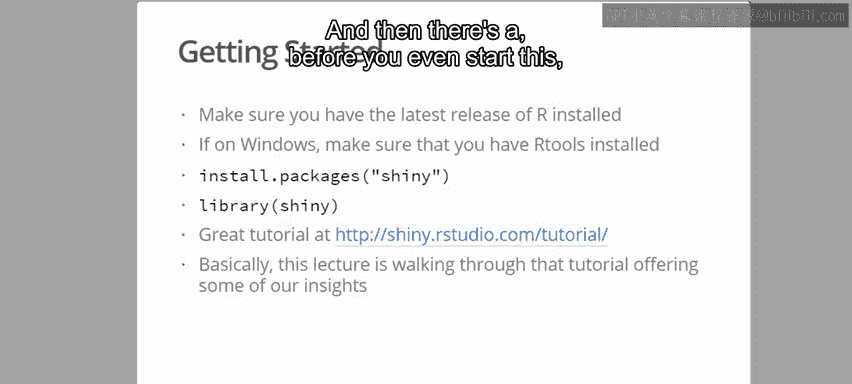 And then there's a,
before you even start this,
Getting Started
· Make sure you have the latest release of R installed
· If on Windows, make sure that you have Rtools installed
· install.packages("shiny")
· library(shiny)
· Great tutorial at http://shiny.rstudio.com/tutorial/
· Basically, this lecture is walking through that tutorial offering
some of our insights